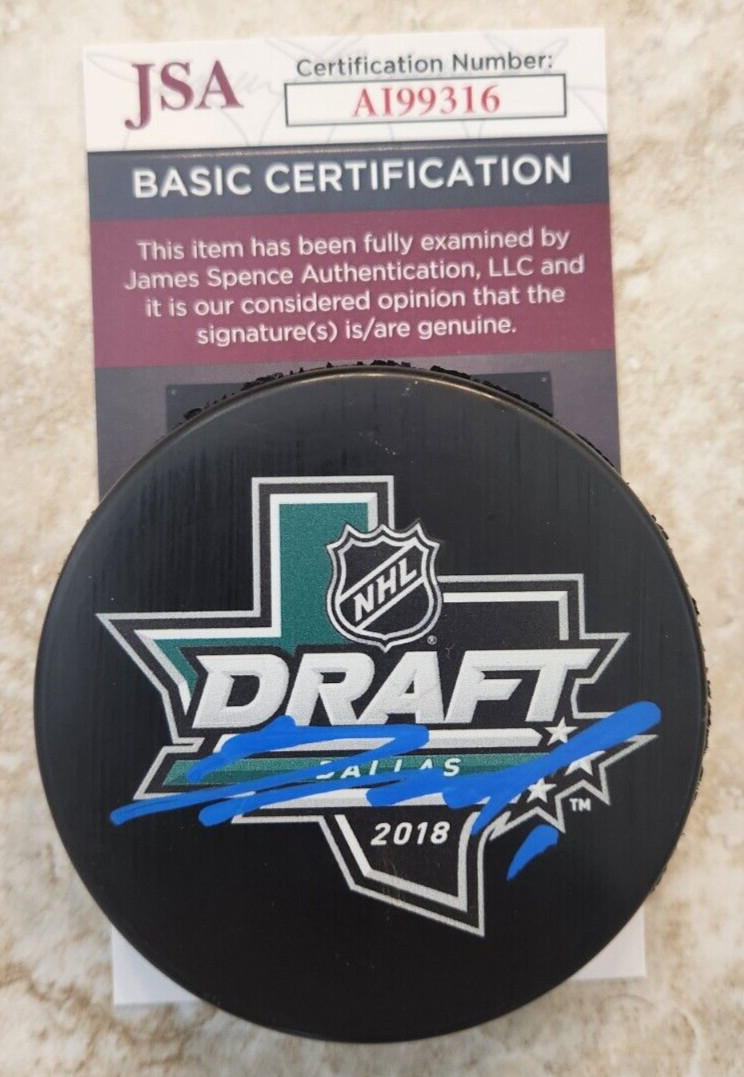 JSA
Certification Number:
AI99316
BASIC CERTIFICATION
This item has been fully examined by
James Spence Authentication, LLC and
it is our considered opinion that the
signature(s) is/are genuine.
NHL
®
DRAFT
DALLAS
TM
2018